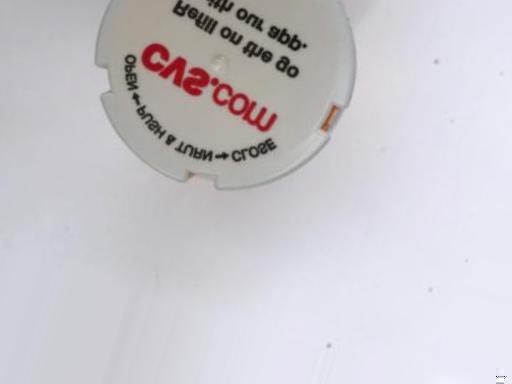 OPEN ← PUSH & TURN → CLOSE
CVS.com
Refill on the go
with our app.